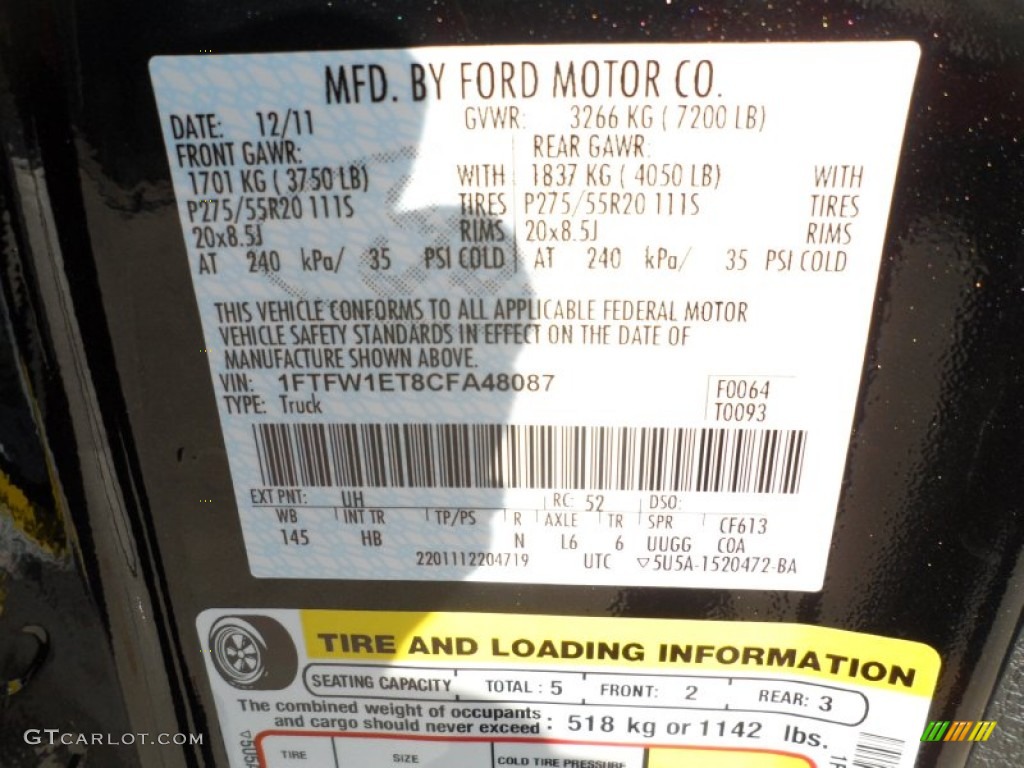 MFD. BY FORD MOTOR CO.
DATE: 12/11 GVWR: 3266 KG ( 7200 LB)
FRONT GAWR: REAR GAWR:
1701 KG ( 3750 LB) WITH 1837 KG ( 4050 LB) WITH
P275/55R20 111S TIRES P275/55R20 111S TIRES
20x8.5J RIMS 20x8.5J RIMS
AT 240 kPa/ 35 PSI COLD AT 240 kPa/ 35 PSI COLD
THIS VEHICLE CONFORMS TO ALL APPLICABLE FEDERAL MOTOR
VEHICLE SAFETY STANDARDS IN EFFECT ON THE DATE OF
MANUFACTURE SHOWN ABOVE.
VIN: 1FTFW1ET8CFA48087 F0064
TYPE: Truck T0093
EXT PNT: UH RC: 52 DSO:
WB INT TR TP/PS R AXLE TR SPR CF613
145 HB N L6 6 UUGG COA
2201112204719 UTC ▽5U5A-1520472-BA
TIRE AND LOADING INFORMATION
SEATING CAPACITY TOTAL : 5 FRONT: 2 REAR: 3
The combined weight of occupants
and cargo should never exceed : 518 kg or 1142 lbs.
TIRE SIZE COLD TIRE PRESSURE
GTCARLOT.COM